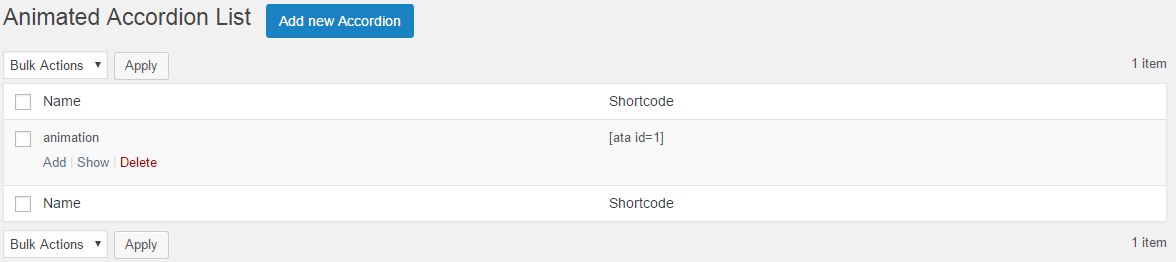 Animated Accordion List Add new Accordion
Bulk Actions Apply 1 item
Name Shortcode
animation [ata id=1]
Add | Show | Delete
Name Shortcode
Bulk Actions Apply 1 item